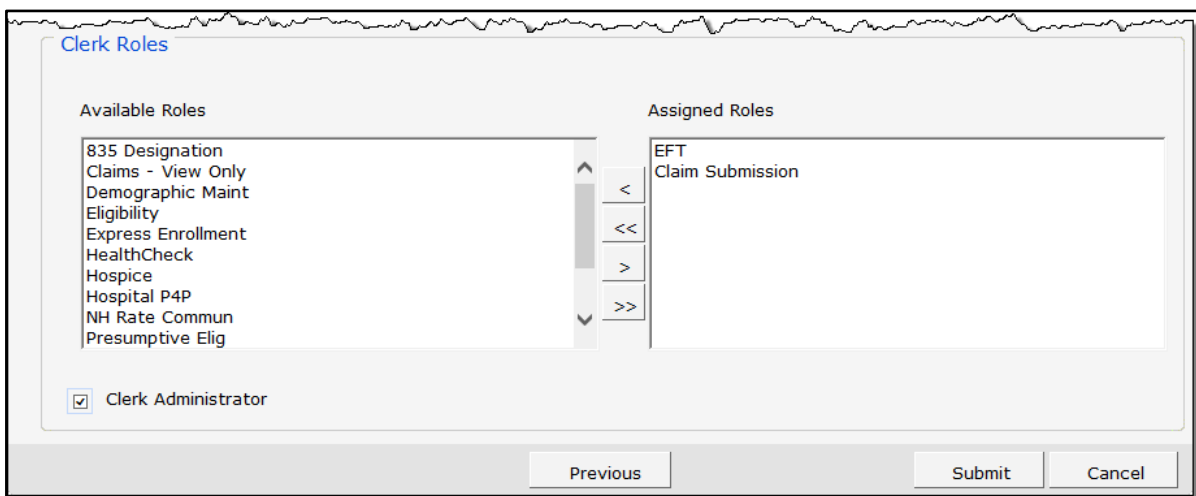 Clerk Roles
Available Roles
835 Designation
Claims - View Only
Demographic Maint
Eligibility
Express Enrollment
HealthCheck
Hospice
Hospital P4P
NH Rate Commun
Presumptive Elig
<
<<
>
>>
Assigned Roles
EFT
Claim Submission
Clerk Administrator
Previous
Submit
Cancel